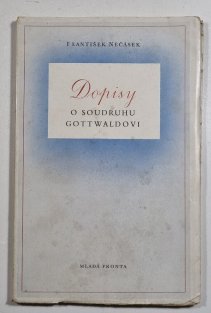 FRANTIŠEK NEČÁSEK
Dopisy
O SOUDRUHU
GOTTWALDOVI
MLADÁ FRONTA